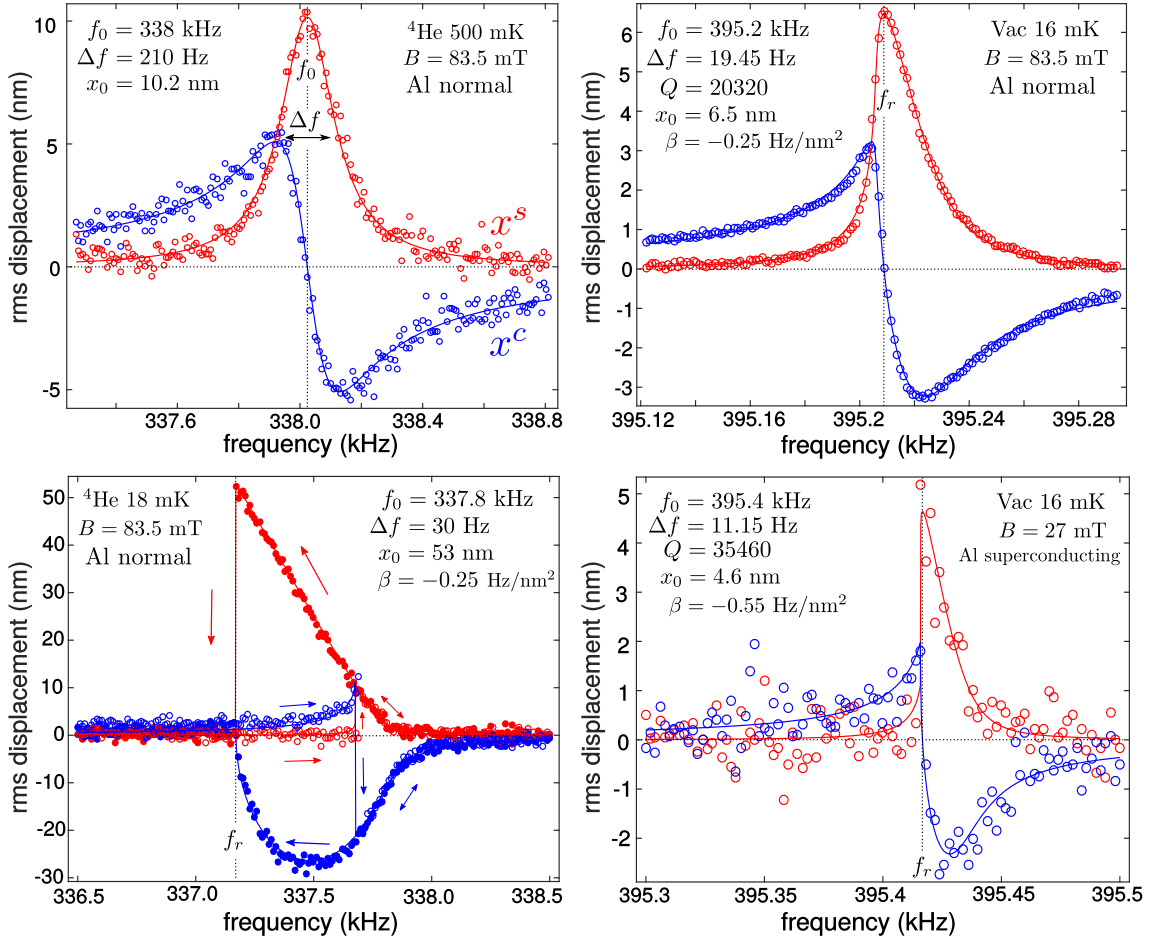 f₀ = 338 kHz
Δf = 210 Hz
x₀ = 10.2 nm
⁴He 500 mK
B = 83.5 mT
Al normal
f₀
Δf
xˢ
xᶜ
10
5
0
-5
rms displacement (nm)
337.6 338.0 338.4 338.8
frequency (kHz)
f₀ = 395.2 kHz
Δf = 19.45 Hz
Q = 20320
x₀ = 6.5 nm
β = −0.25 Hz/nm²
Vac 16 mK
B = 83.5 mT
Al normal
fᵣ
6
5
4
3
2
1
0
-1
-2
-3
rms displacement (nm)
395.12 395.16 395.20 395.24 395.28
frequency (kHz)
⁴He 18 mK
B = 83.5 mT
Al normal
f₀ = 337.8 kHz
Δf = 30 Hz
x₀ = 53 nm
β = −0.25 Hz/nm²
fᵣ
50
40
30
20
10
0
-10
-20
-30
rms displacement (nm)
336.5 337.0 337.5 338.0 338.5
frequency (kHz)
f₀ = 395.4 kHz
Δf = 11.15 Hz
Q = 35460
x₀ = 4.6 nm
β = −0.55 Hz/nm²
Vac 16 mK
B = 27 mT
Al superconducting
fᵣ
5
4
3
2
1
0
-1
-2
rms displacement (nm)
395.3 395.35 395.4 395.45 395.5
frequency (kHz)